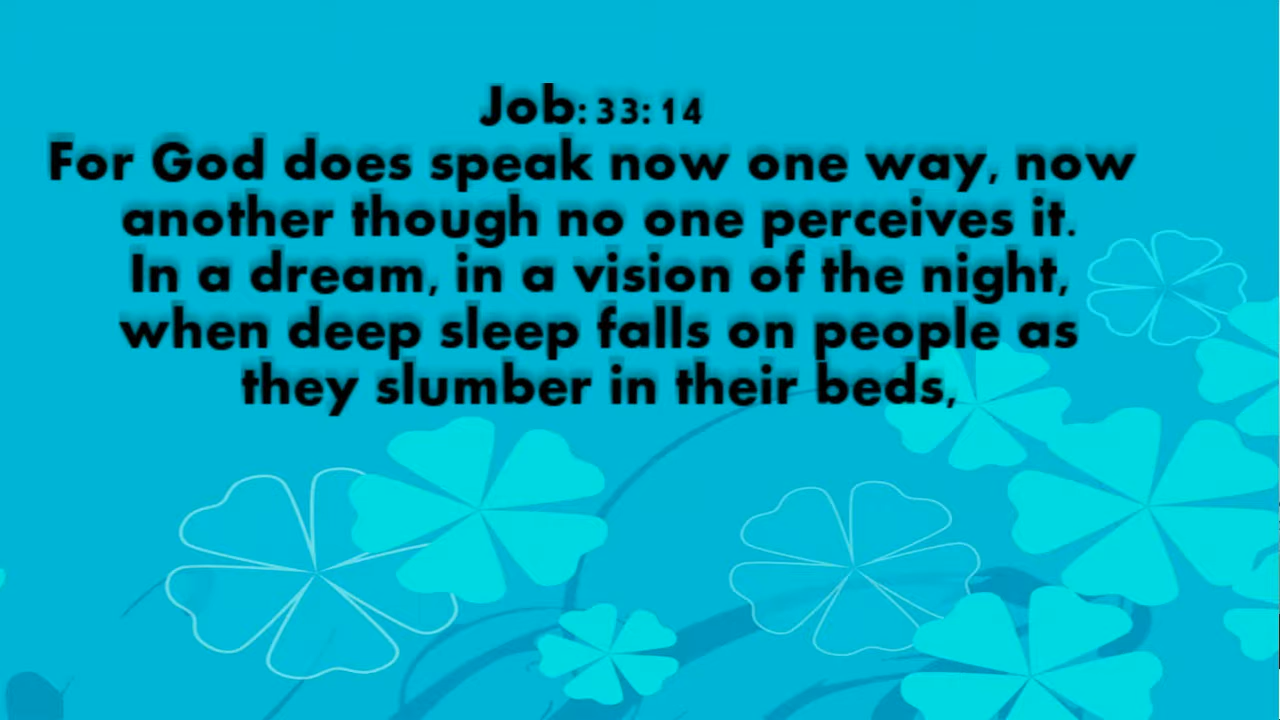 Job: 33: 14
For God does speak now one way, now
another though no one perceives it.
In a dream, in a vision of the night,
when deep sleep falls on people as
they slumber in their beds,